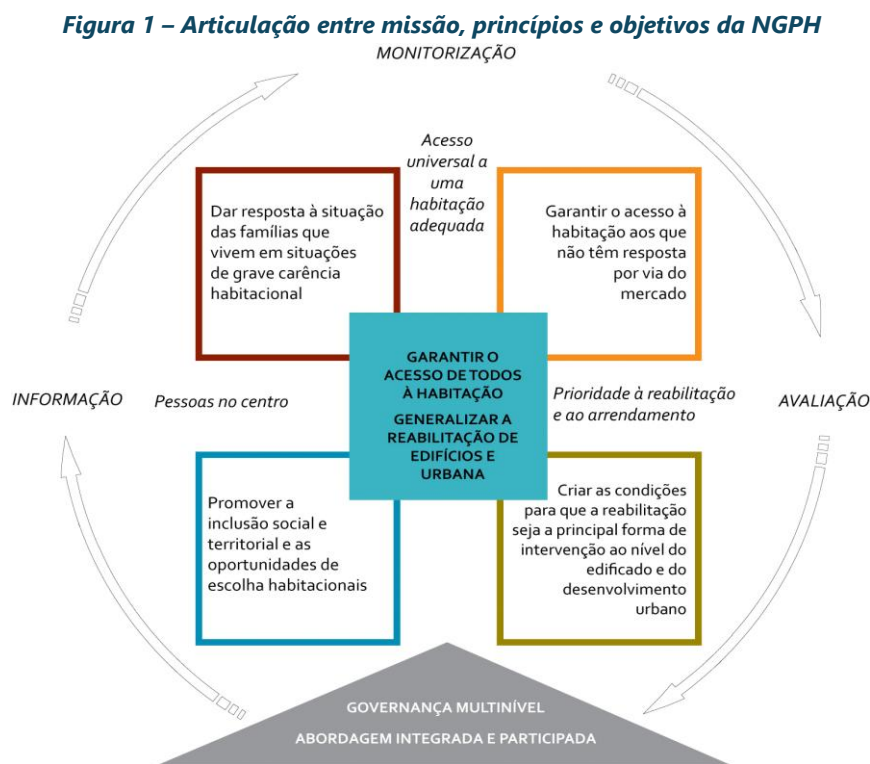 Figura 1 – Articulação entre missão, princípios e objetivos da NGPH
MONITORIZAÇÃO
Acesso
universal a
uma
habitação
adequada
Dar resposta à situação
das famílias que
vivem em situações
de grave carência
habitacional
Garantir o acesso à
habitação aos que
não têm resposta
por via do
mercado
GARANTIR O
ACESSO DE TODOS
À HABITAÇÃO
GENERALIZAR A
REABILITAÇÃO DE
EDIFÍCIOS E
URBANA
INFORMAÇÃO
Pessoas no centro
Prioridade à reabilitação
e ao arrendamento
AVALIAÇÃO
Promover a
inclusão social e
territorial e as
oportunidades de
escolha habitacionais
Criar as condições
para que a reabilitação
seja a principal forma de
intervenção ao nível do
edificado e do
desenvolvimento
urbano
GOVERNANÇA MULTINÍVEL
ABORDAGEM INTEGRADA E PARTICIPADA